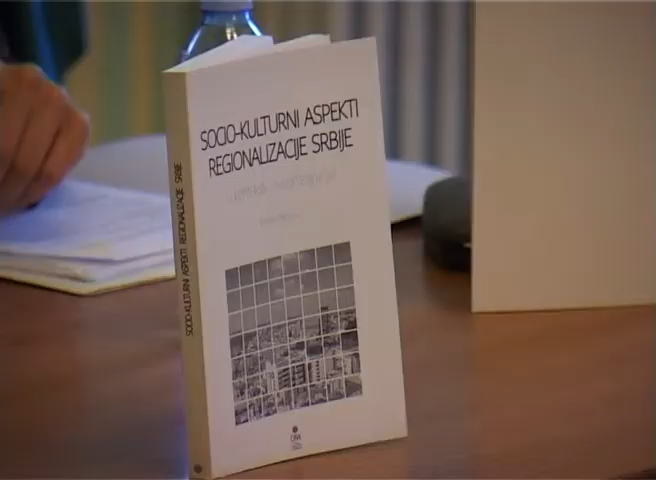 SOCIO-KULTURNI ASPEKTI
REGIONALIZACIJE SRBIJE
SOCIO-KULTURNI ASPEKTI REGIONALIZACIJE SRBIJE